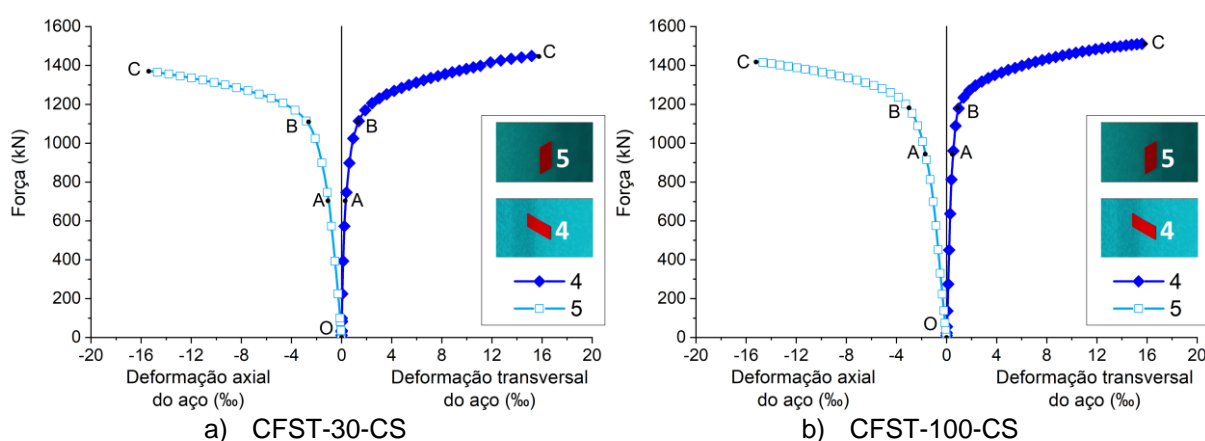 1600
1400
1200
1000
800
600
400
200
0
Força (kN)
C
B
A
O
A
B
C
5
4
4
5
-20 -16 -12 -8 -4 0 4 8 12 16 20
Deformação axial do aço (‰)
Deformação transversal do aço (‰)
a) CFST-30-CS
1600
1400
1200
1000
800
600
400
200
0
Força (kN)
C
B
A
O
A
B
C
5
4
4
5
-20 -16 -12 -8 -4 0 4 8 12 16 20
Deformação axial do aço (‰)
Deformação transversal do aço (‰)
b) CFST-100-CS